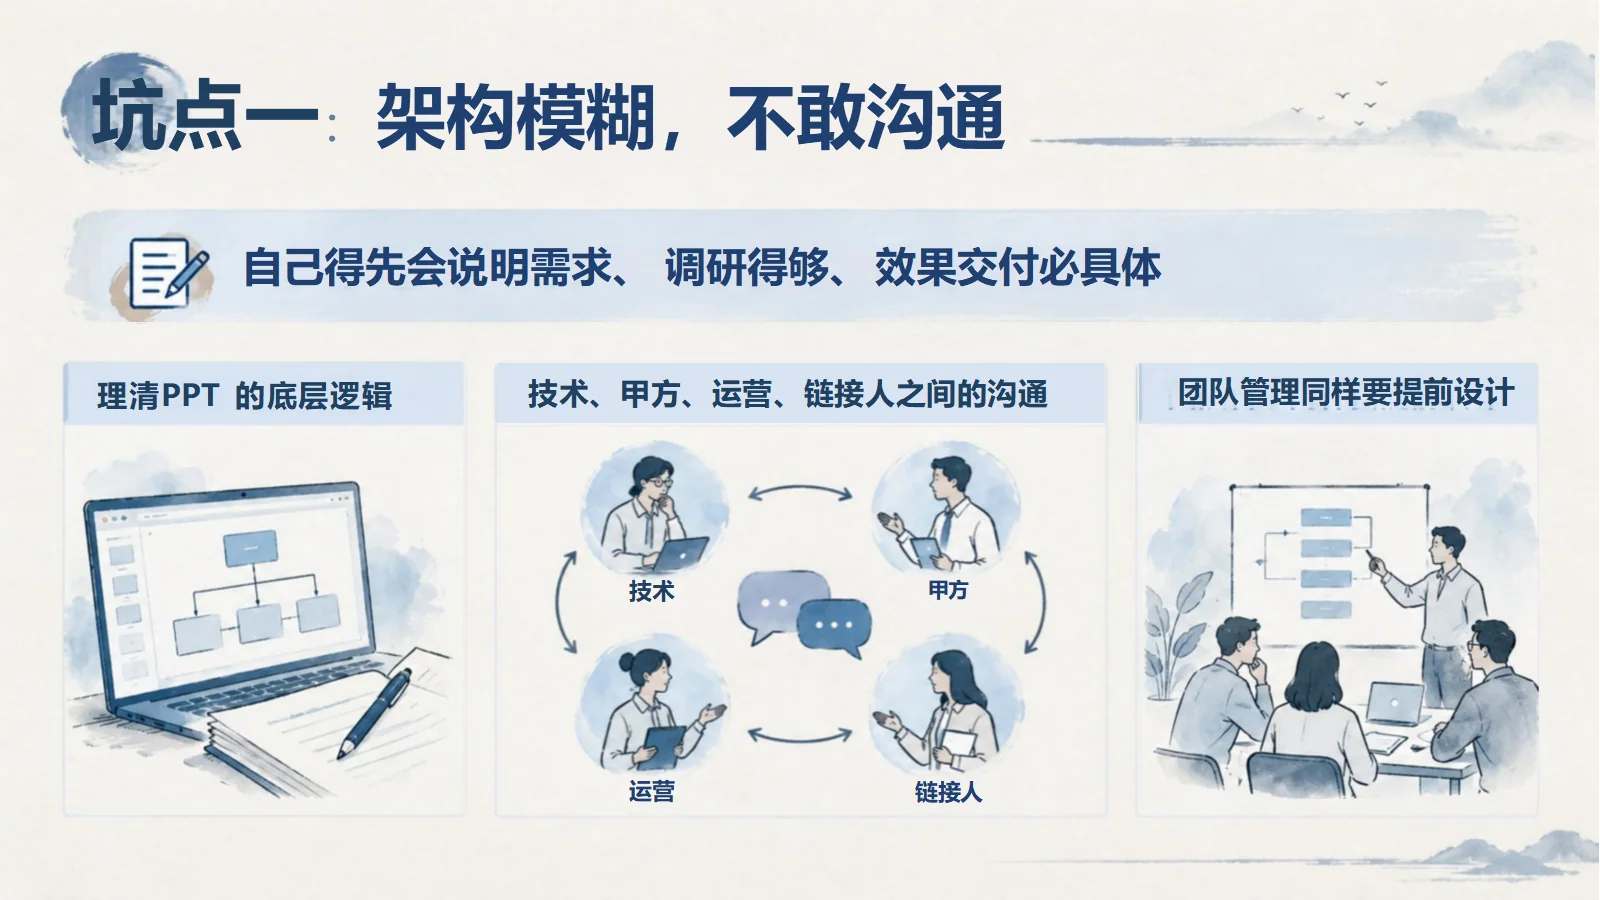 坑点一：架构模糊，不敢沟通
自己得先会说明需求、 调研得够、 效果交付必具体
理清PPT 的底层逻辑
技术、甲方、运营、链接人之间的沟通
团队管理同样要提前设计
技术
甲方
运营
链接人